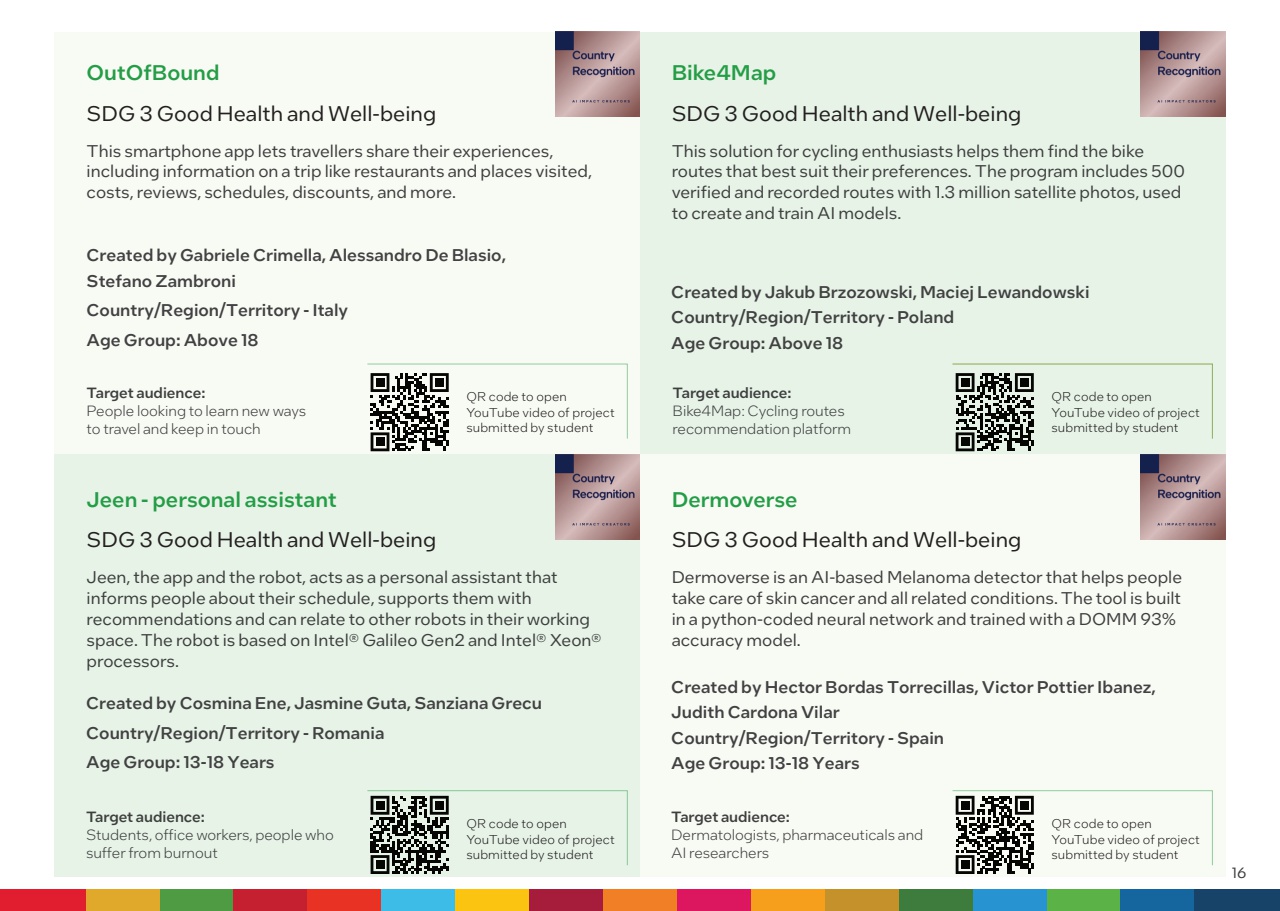 Country
Recognition
AI IMPACT CREATORS
OutOfBound
SDG 3 Good Health and Well-being
This smartphone app lets travellers share their experiences,
including information on a trip like restaurants and places visited,
costs, reviews, schedules, discounts, and more.
Created by Gabriele Crimella, Alessandro De Blasio,
Stefano Zambroni
Country/Region/Territory - Italy
Age Group: Above 18
Target audience:
People looking to learn new ways
to travel and keep in touch
QR code to open
YouTube video of project
submitted by student
Country
Recognition
AI IMPACT CREATORS
Bike4Map
SDG 3 Good Health and Well-being
This solution for cycling enthusiasts helps them find the bike
routes that best suit their preferences. The program includes 500
verified and recorded routes with 1.3 million satellite photos, used
to create and train AI models.
Created by Jakub Brzozowski, Maciej Lewandowski
Country/Region/Territory - Poland
Age Group: Above 18
Target audience:
Bike4Map: Cycling routes
recommendation platform
QR code to open
YouTube video of project
submitted by student
Country
Recognition
AI IMPACT CREATORS
Jeen - personal assistant
SDG 3 Good Health and Well-being
Jeen, the app and the robot, acts as a personal assistant that
informs people about their schedule, supports them with
recommendations and can relate to other robots in their working
space. The robot is based on Intel® Galileo Gen2 and Intel® Xeon®
processors.
Created by Cosmina Ene, Jasmine Guta, Sanziana Grecu
Country/Region/Territory - Romania
Age Group: 13-18 Years
Target audience:
Students, office workers, people who
suffer from burnout
QR code to open
YouTube video of project
submitted by student
Country
Recognition
AI IMPACT CREATORS
Dermoverse
SDG 3 Good Health and Well-being
Dermoverse is an AI-based Melanoma detector that helps people
take care of skin cancer and all related conditions. The tool is built
in a python-coded neural network and trained with a DOMM 93%
accuracy model.
Created by Hector Bordas Torrecillas, Victor Pottier Ibanez,
Judith Cardona Vilar
Country/Region/Territory - Spain
Age Group: 13-18 Years
Target audience:
Dermatologists, pharmaceuticals and
AI researchers
QR code to open
YouTube video of project
submitted by student
16